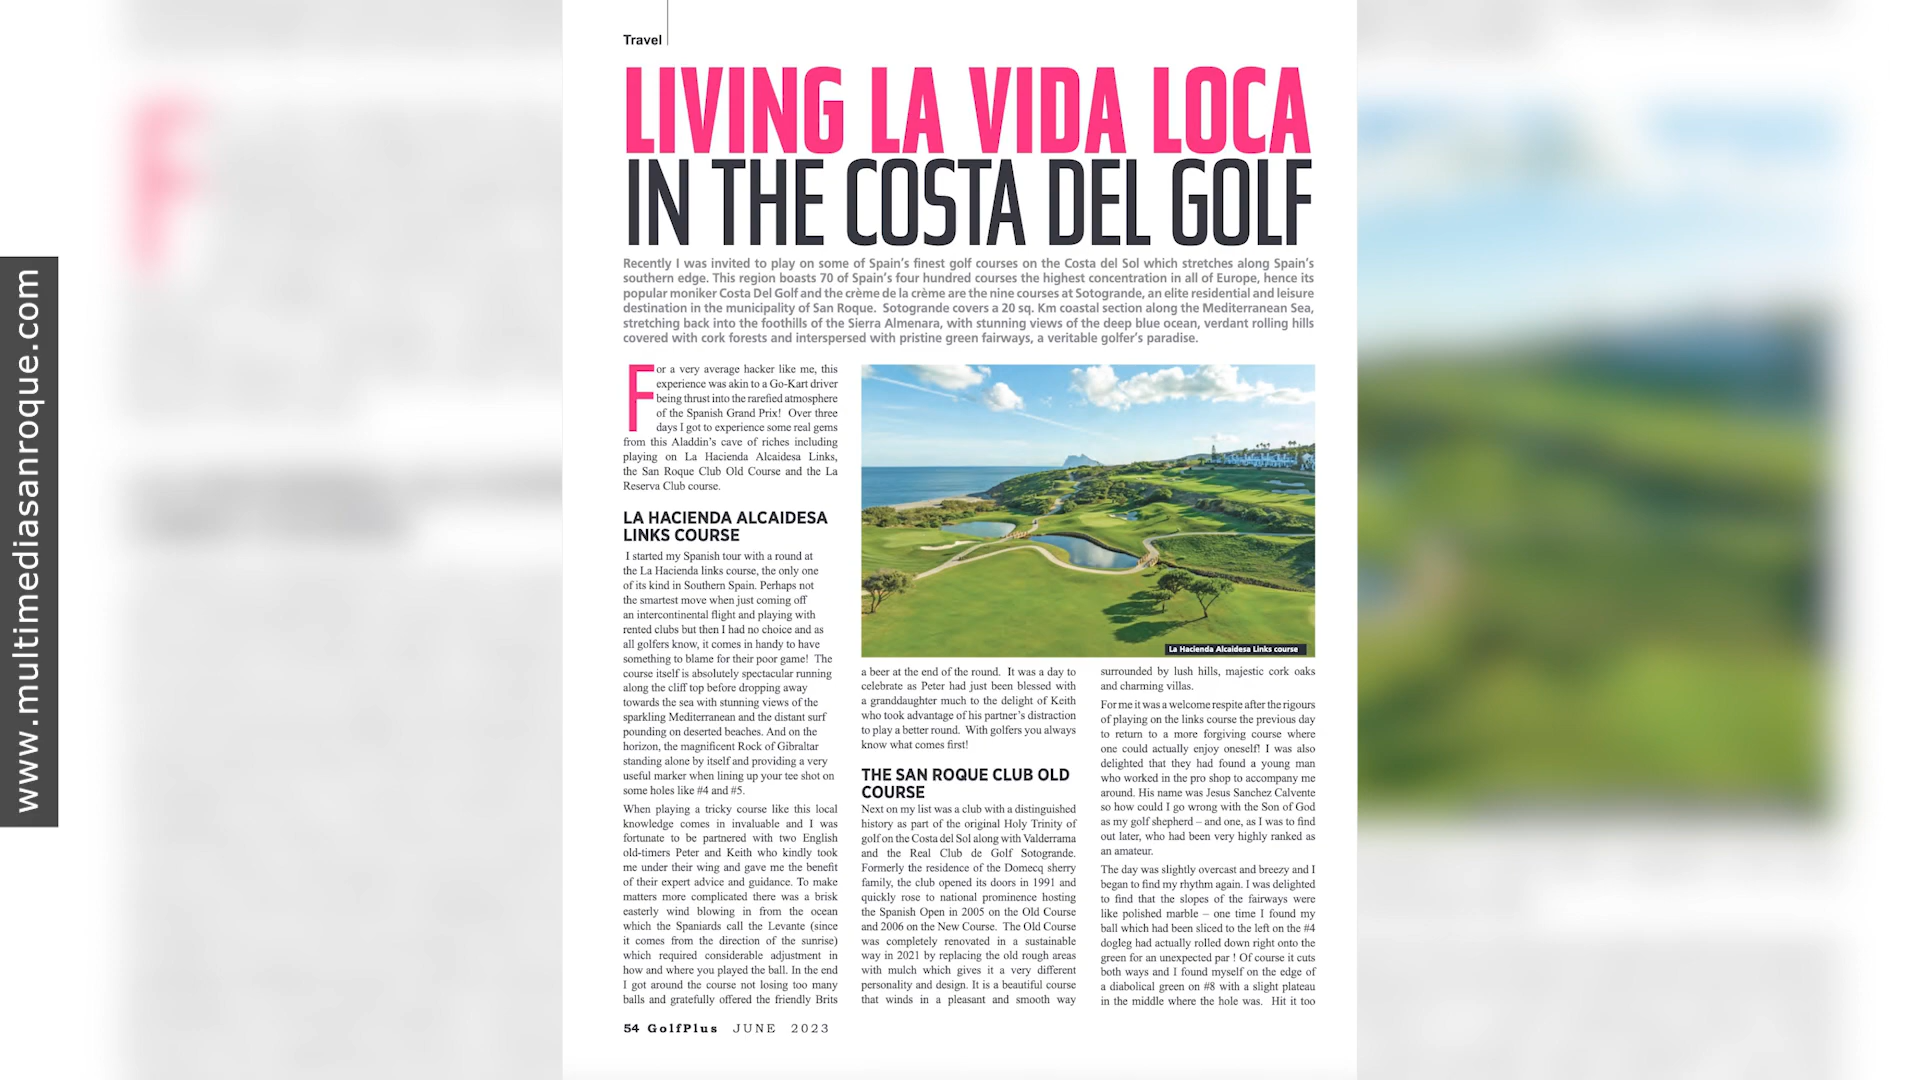 www.multimediasanroque.com
Travel
LIVING LA VIDA LOCA
IN THE COSTA DEL GOLF
Recently I was invited to play on some of Spain's finest golf courses on the Costa del Sol which stretches along Spain's
southern edge. This region boasts 70 of Spain's four hundred courses the highest concentration in all of Europe, hence its
popular moniker Costa Del Golf and the crème de la crème are the nine courses at Sotogrande, an elite residential and leisure
destination in the municipality of San Roque. Sotogrande covers a 20 sq. Km coastal section along the Mediterranean Sea,
stretching back into the foothills of the Sierra Almenara, with stunning views of the deep blue ocean, verdant rolling hills
covered with cork forests and interspersed with pristine green fairways, a veritable golfer's paradise.
For a very average hacker like me, this
experience was akin to a Go-Kart driver
being thrust into the rarefied atmosphere
of the Spanish Grand Prix! Over three
days I got to experience some real gems
from this Aladdin's cave of riches including
playing on La Hacienda Alcaidesa Links,
the San Roque Club Old Course and the La
Reserva Club course.
LA HACIENDA ALCAIDESA
LINKS COURSE
I started my Spanish tour with a round at
the La Hacienda links course, the only one
of its kind in Southern Spain. Perhaps not
the smartest move when just coming off
an intercontinental flight and playing with
rented clubs but then I had no choice and as
all golfers know, it comes in handy to have
something to blame for their poor game! The
course itself is absolutely spectacular running
along the cliff top before dropping away
towards the sea with stunning views of the
sparkling Mediterranean and the distant surf
pounding on deserted beaches. And on the
horizon, the magnificent Rock of Gibraltar
standing alone by itself and providing a very
useful marker when lining up your tee shot on
some holes like #4 and #5.
When playing a tricky course like this local
knowledge comes in invaluable and I was
fortunate to be partnered with two English
old-timers Peter and Keith who kindly took
me under their wing and gave me the benefit
of their expert advice and guidance. To make
matters more complicated there was a brisk
easterly wind blowing in from the ocean
which the Spaniards call the Levante (since
it comes from the direction of the sunrise)
which required considerable adjustment in
how and where you played the ball. In the end
I got around the course not losing too many
balls and gratefully offered the friendly Brits
La Hacienda Alcaidesa Links course
a beer at the end of the round. It was a day to
celebrate as Peter had just been blessed with
a granddaughter much to the delight of Keith
who took advantage of his partner's distraction
to play a better round. With golfers you always
know what comes first!
THE SAN ROQUE CLUB OLD
COURSE
Next on my list was a club with a distinguished
history as part of the original Holy Trinity of
golf on the Costa del Sol along with Valderrama
and the Real Club de Golf Sotogrande.
Formerly the residence of the Domecq sherry
family, the club opened its doors in 1991 and
quickly rose to national prominence hosting
the Spanish Open in 2005 on the Old Course
and 2006 on the New Course. The Old Course
was completely renovated in a sustainable
way in 2021 by replacing the old rough areas
with mulch which gives it a very different
personality and design. It is a beautiful course
that winds in a pleasant and smooth way
surrounded by lush hills, majestic cork oaks
and charming villas.
For me it was a welcome respite after the rigours
of playing on the links course the previous day
to return to a more forgiving course where
one could actually enjoy oneself! I was also
delighted that they had found a young man
who worked in the pro shop to accompany me
around. His name was Jesus Sanchez Calvente
so how could I go wrong with the Son of God
as my golf shepherd – and one, as I was to find
out later, who had been very highly ranked as
an amateur.
The day was slightly overcast and breezy and I
began to find my rhythm again. I was delighted
to find that the slopes of the fairways were
like polished marble – one time I found my
ball which had been sliced to the left on the #4
dogleg had actually rolled down right onto the
green for an unexpected par ! Of course it cuts
both ways and I found myself on the edge of
a diabolical green on #8 with a slight plateau
in the middle where the hole was. Hit it too
54 GolfPlus JUNE 2023